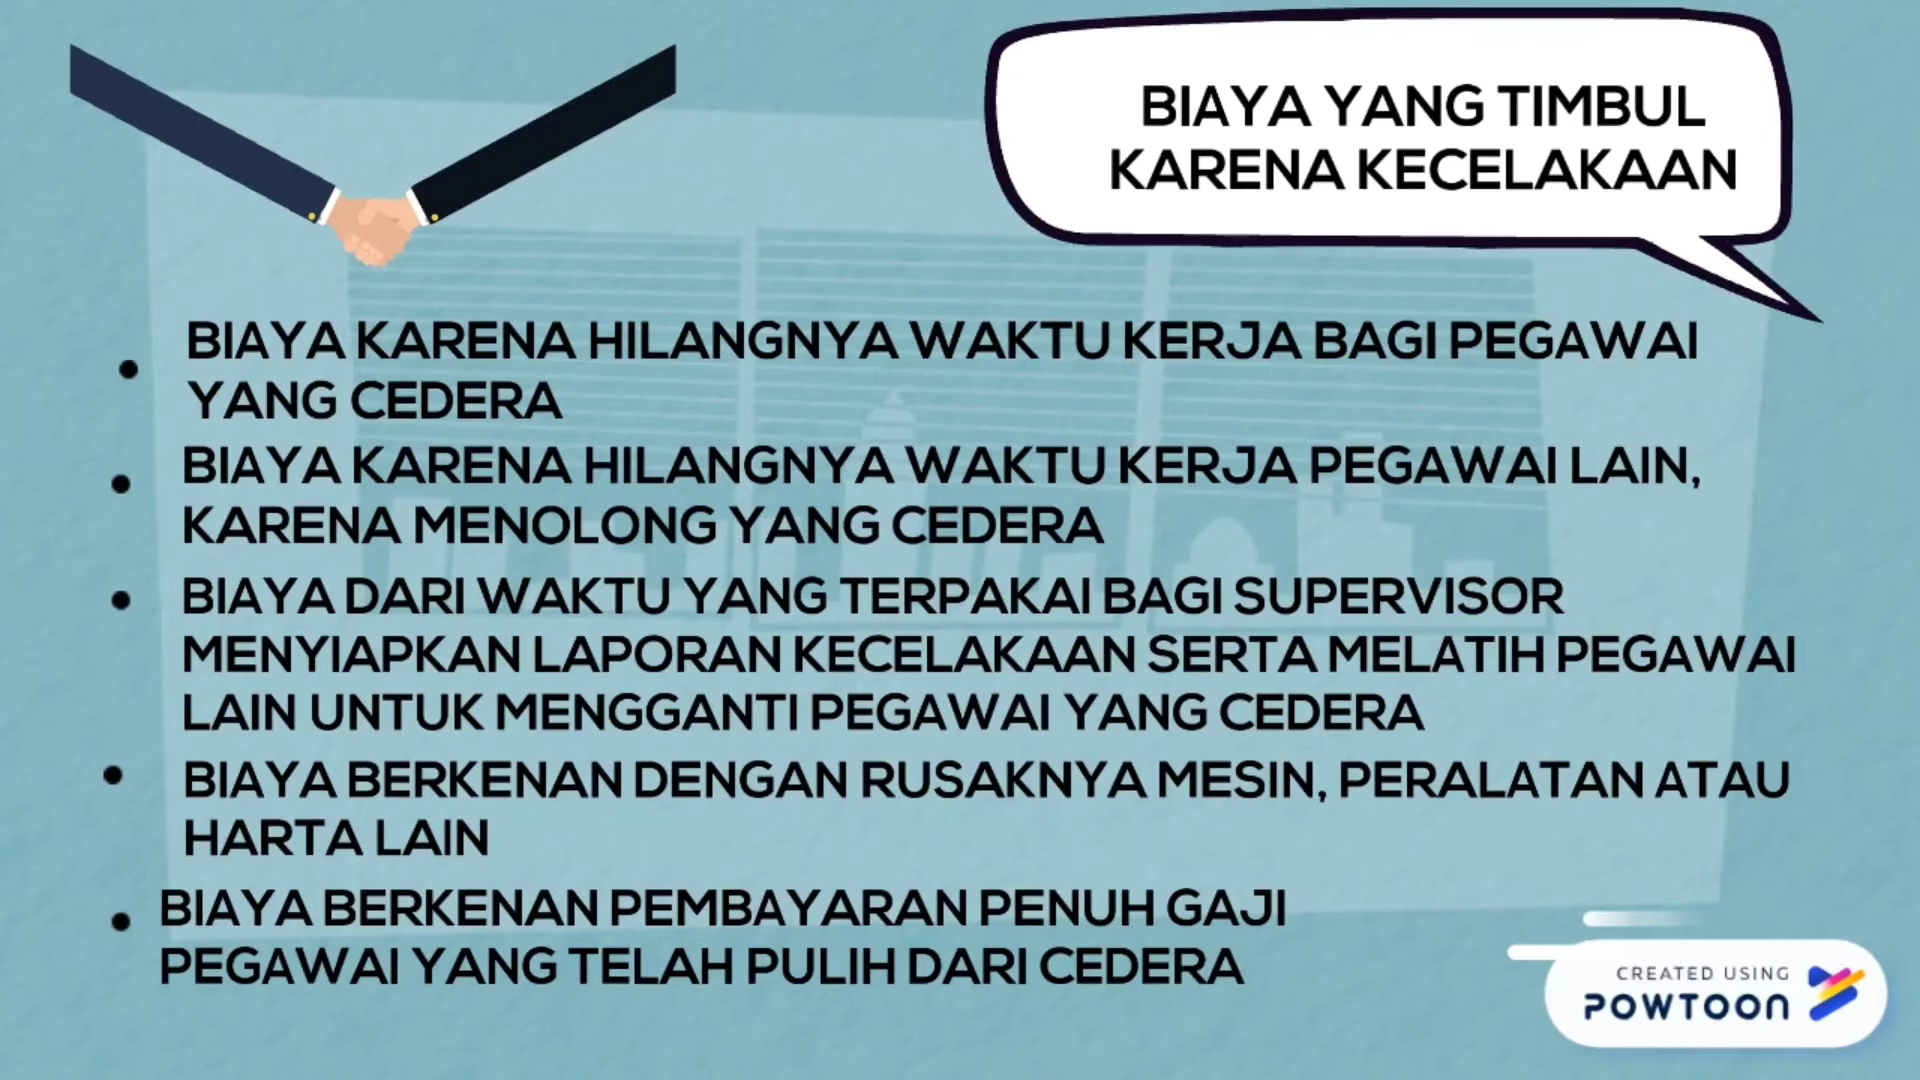 BIAYA YANG TIMBUL
KARENA KECELAKAAN
BIAYA KARENA HILANGNYA WAKTU KERJA BAGI PEGAWAI
YANG CEDERA
BIAYA KARENA HILANGNYA WAKTU KERJA PEGAWAI LAIN,
KARENA MENOLONG YANG CEDERA
BIAYA DARI WAKTU YANG TERPAKAI BAGI SUPERVISOR
MENYIAPKAN LAPORAN KECELAKAAN SERTA MELATIH PEGAWAI
LAIN UNTUK MENGGANTI PEGAWAI YANG CEDERA
BIAYA BERKENAN DENGAN RUSAKNYA MESIN, PERALATAN ATAU
HARTA LAIN
BIAYA BERKENAN PEMBAYARAN PENUH GAJI
PEGAWAI YANG TELAH PULIH DARI CEDERA
CREATED USING
POWTOON